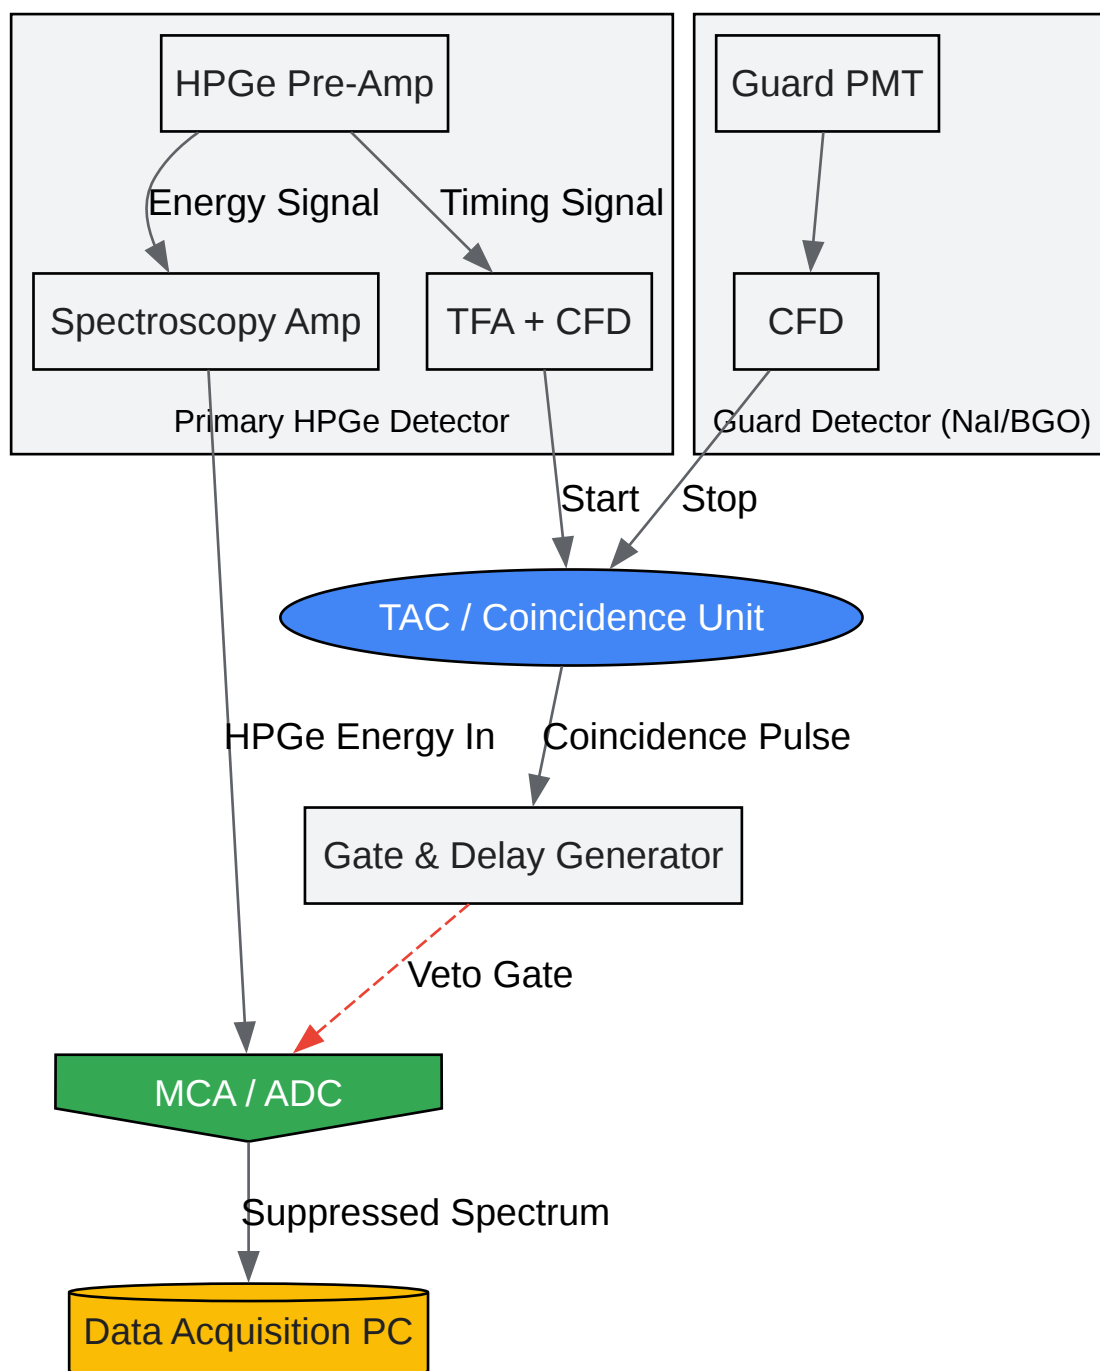 HPGe Pre-Amp
Guard PMT
Energy Signal
Timing Signal
Spectroscopy Amp
TFA + CFD
CFD
Primary HPGe Detector
Guard Detector (NaI/BGO)
Start
Stop
TAC / Coincidence Unit
HPGe Energy In
Coincidence Pulse
Gate & Delay Generator
Veto Gate
MCA / ADC
Suppressed Spectrum
Data Acquisition PC